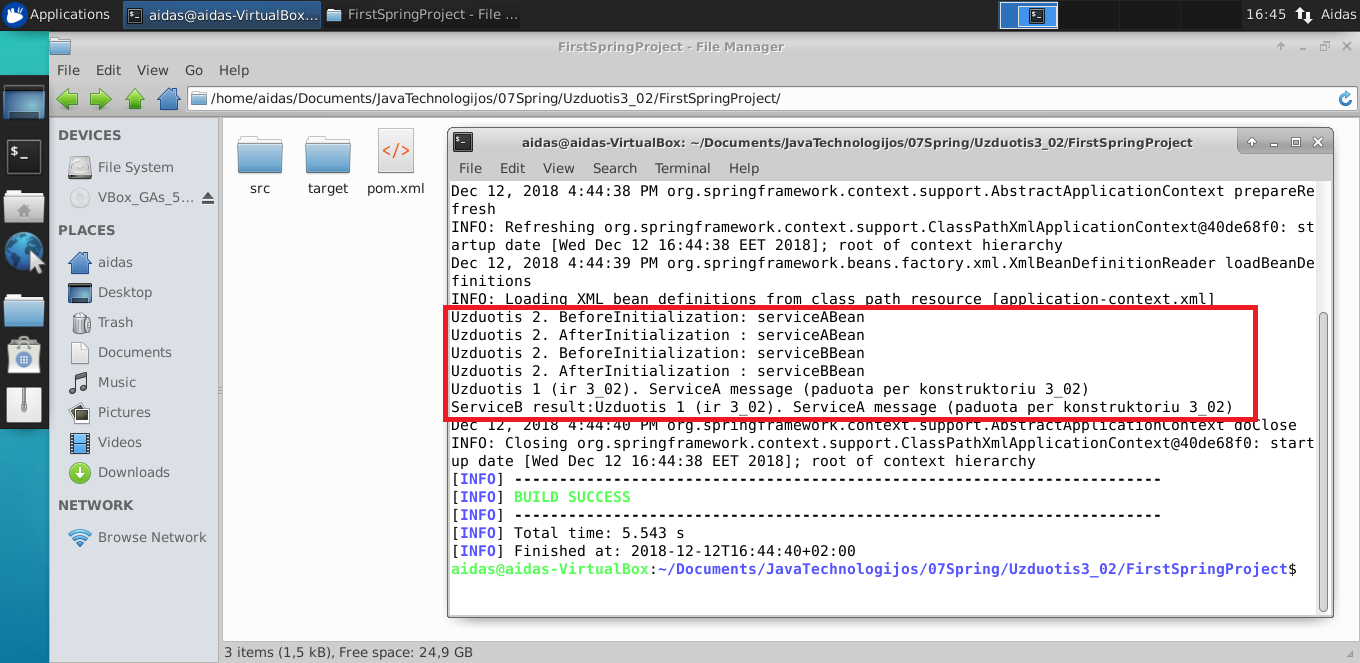 Applications
aidas@aidas-VirtualBox...
FirstSpringProject - File ...
16:45
Aidas
FirstSpringProject - File Manager
File Edit View Go Help
/home/aidas/Documents/JavaTechnologijos/07Spring/Uzduotis3_02/FirstSpringProject/
DEVICES
File System
VBox_GAs_5...
PLACES
aidas
Desktop
Trash
Documents
Music
Pictures
Videos
Downloads
NETWORK
Browse Network
src
target
pom.xml
aidas@aidas-VirtualBox: ~/Documents/JavaTechnologijos/07Spring/Uzduotis3_02/FirstSpringProject
File Edit View Search Terminal Help
Dec 12, 2018 4:44:38 PM org.springframework.context.support.AbstractApplicationContext prepareRe
fresh
INFO: Refreshing org.springframework.context.support.ClassPathXmlApplicationContext@40de68f0: st
artup date [Wed Dec 12 16:44:38 EET 2018]; root of context hierarchy
Dec 12, 2018 4:44:39 PM org.springframework.beans.factory.xml.XmlBeanDefinitionReader loadBeanDe
finitions
INFO: Loading XML bean definitions from class path resource [application-context.xml]
Uzduotis 2. BeforeInitialization: serviceABean
Uzduotis 2. AfterInitialization : serviceABean
Uzduotis 2. BeforeInitialization: serviceBBean
Uzduotis 2. AfterInitialization : serviceBBean
Uzduotis 1 (ir 3_02). ServiceA message (paduota per konstruktoriu 3_02)
ServiceB result:Uzduotis 1 (ir 3_02). ServiceA message (paduota per konstruktoriu 3_02)
Dec 12, 2018 4:44:40 PM org.springframework.context.support.AbstractApplicationContext doClose
INFO: Closing org.springframework.context.support.ClassPathXmlApplicationContext@40de68f0: start
up date [Wed Dec 12 16:44:38 EET 2018]; root of context hierarchy
[INFO] ------------------------------------------------------------------------
[INFO] BUILD SUCCESS
[INFO] ------------------------------------------------------------------------
[INFO] Total time: 5.543 s
[INFO] Finished at: 2018-12-12T16:44:40+02:00
aidas@aidas-VirtualBox:~/Documents/JavaTechnologijos/07Spring/Uzduotis3_02/FirstSpringProject$
3 items (1,5 kB), Free space: 24,9 GB